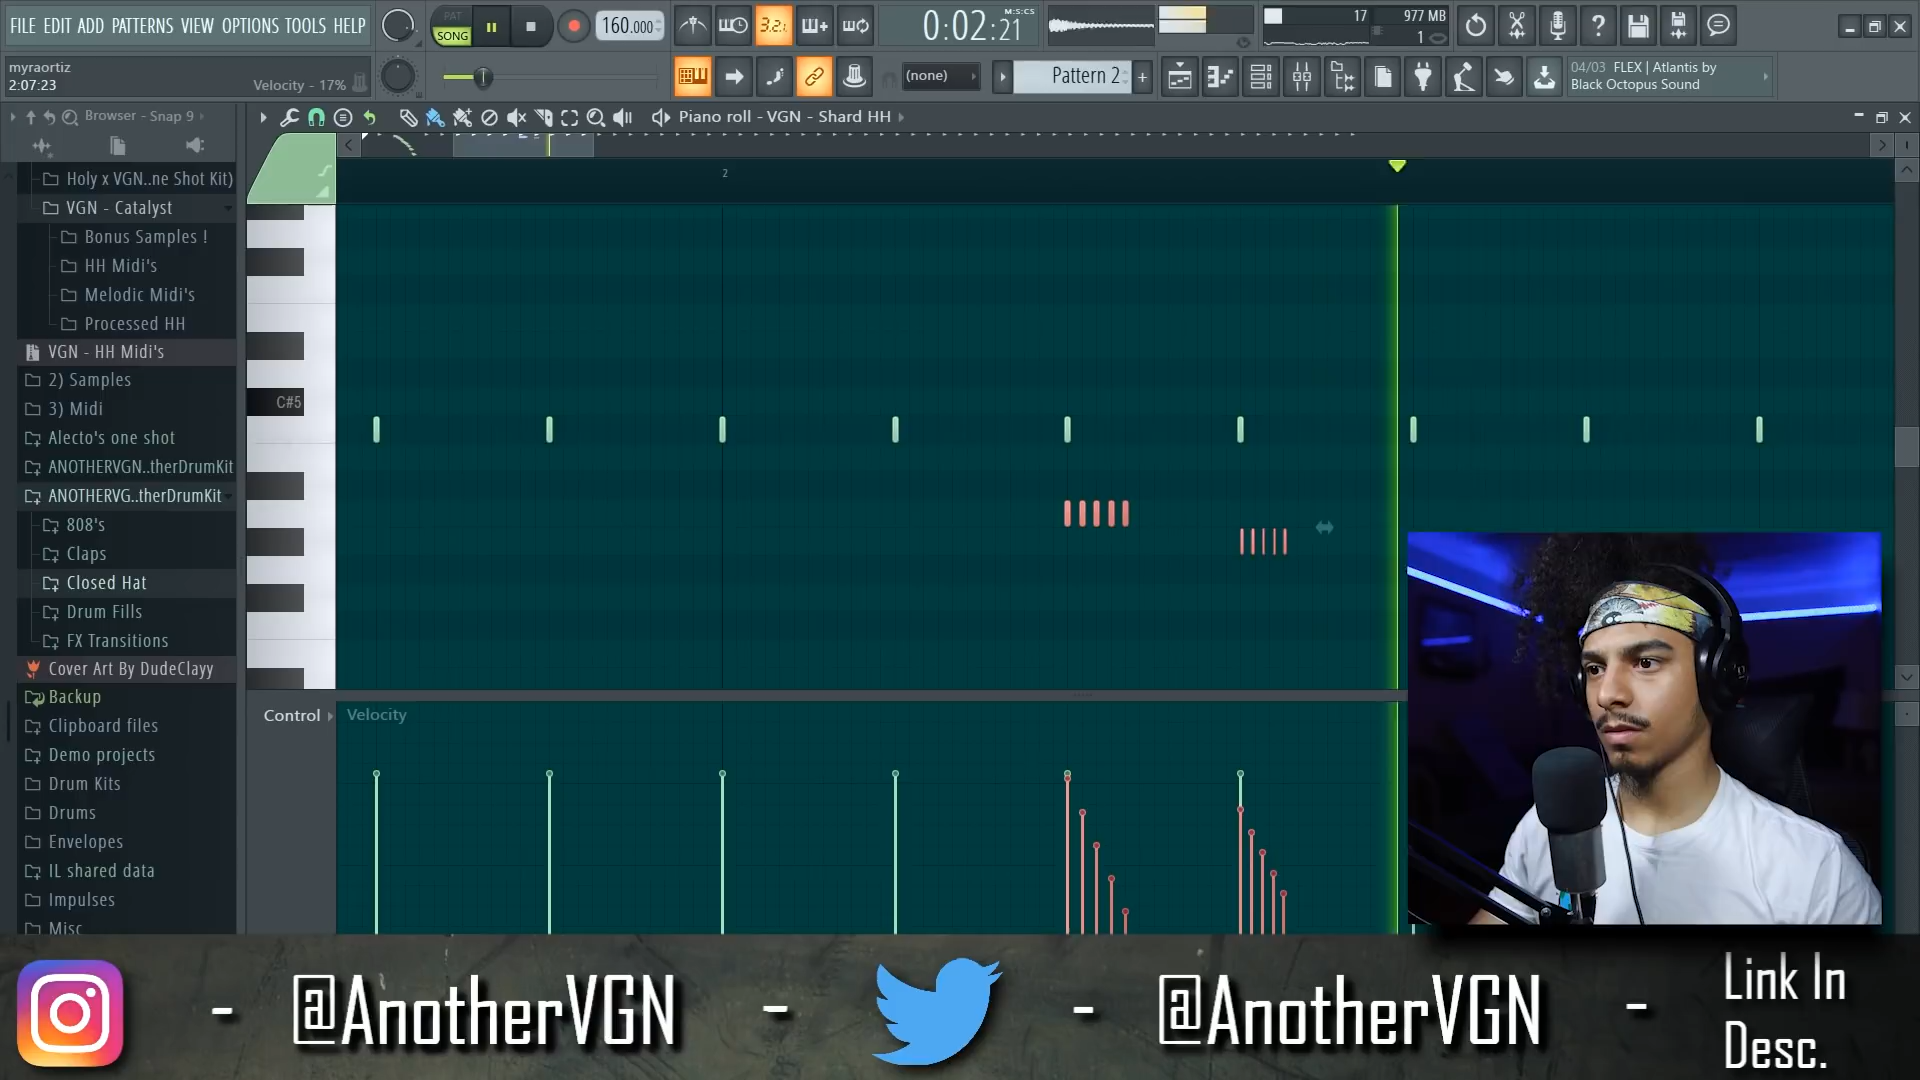 FILE EDIT ADD PATTERNS VIEW OPTIONS TOOLS HELP
PAT
SONG
160.000
3.2.1
0:02:21
M:S:CS
17
977 MB
1
myraortiz
2:07:23
Velocity - 17%
(none)
Pattern 2
04/03 FLEX | Atlantis by
Black Octopus Sound
Browser - Snap 9
Piano roll - VGN - Shard HH
2
Holy x VGN..ne Shot Kit)
VGN - Catalyst
Bonus Samples !
HH Midi's
Melodic Midi's
Processed HH
VGN - HH Midi's
2) Samples
3) Midi
Alecto's one shot
ANOTHERVGN..therDrumKit
ANOTHERVG..therDrumKit
808's
Claps
Closed Hat
Drum Fills
FX Transitions
Cover Art By DudeClayy
Backup
Clipboard files
Demo projects
Drum Kits
Drums
Envelopes
IL shared data
Impulses
Misc
C#5
Control
Velocity
- @AnotherVGN - - @AnotherVGN - Link In
Desc.